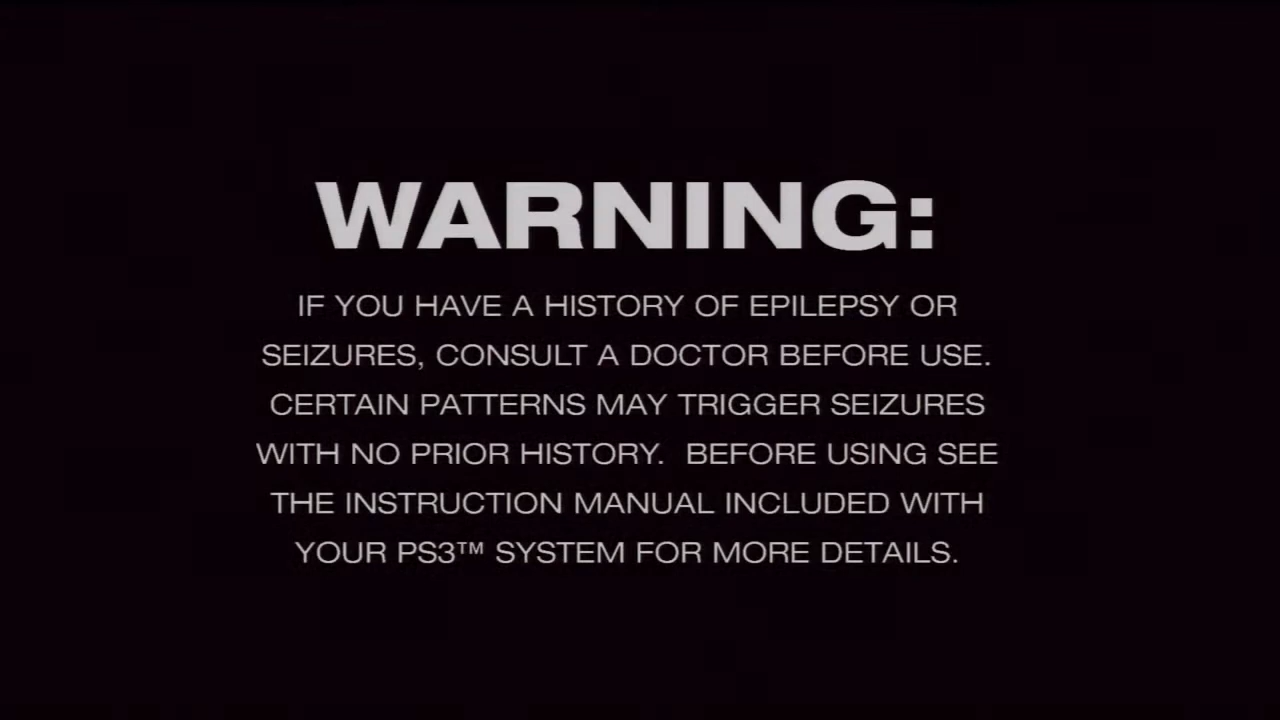 WARNING:
IF YOU HAVE A HISTORY OF EPILEPSY OR
SEIZURES, CONSULT A DOCTOR BEFORE USE.
CERTAIN PATTERNS MAY TRIGGER SEIZURES
WITH NO PRIOR HISTORY.  BEFORE USING SEE
THE INSTRUCTION MANUAL INCLUDED WITH
YOUR PS3™ SYSTEM FOR MORE DETAILS.